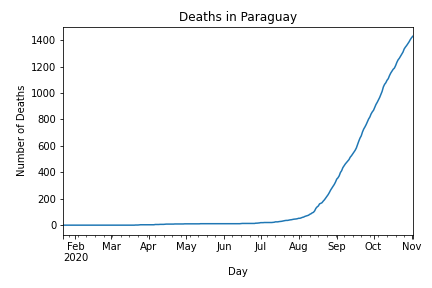 Deaths in Paraguay
1400
1200
1000
800
600
400
200
0
Number of Deaths
Feb Mar Apr May Jun Jul Aug Sep Oct Nov
2020
Day